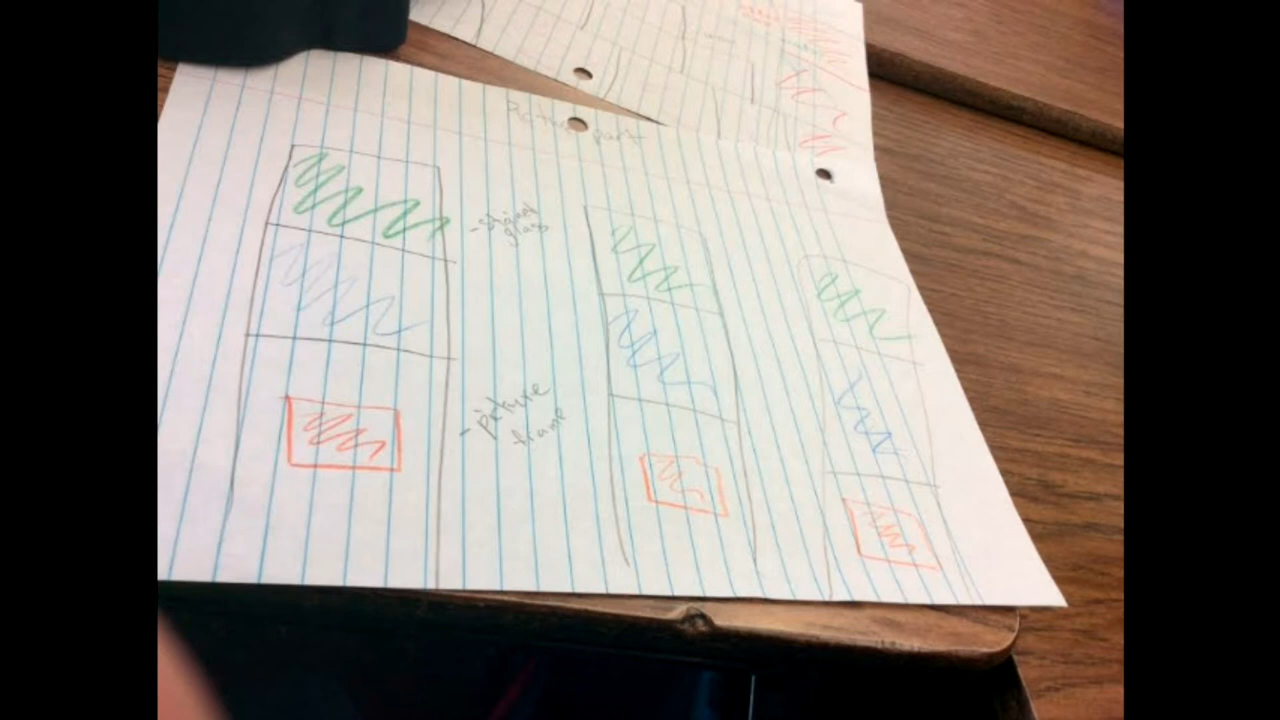 Picture part
- stained
glass
- picture
frame